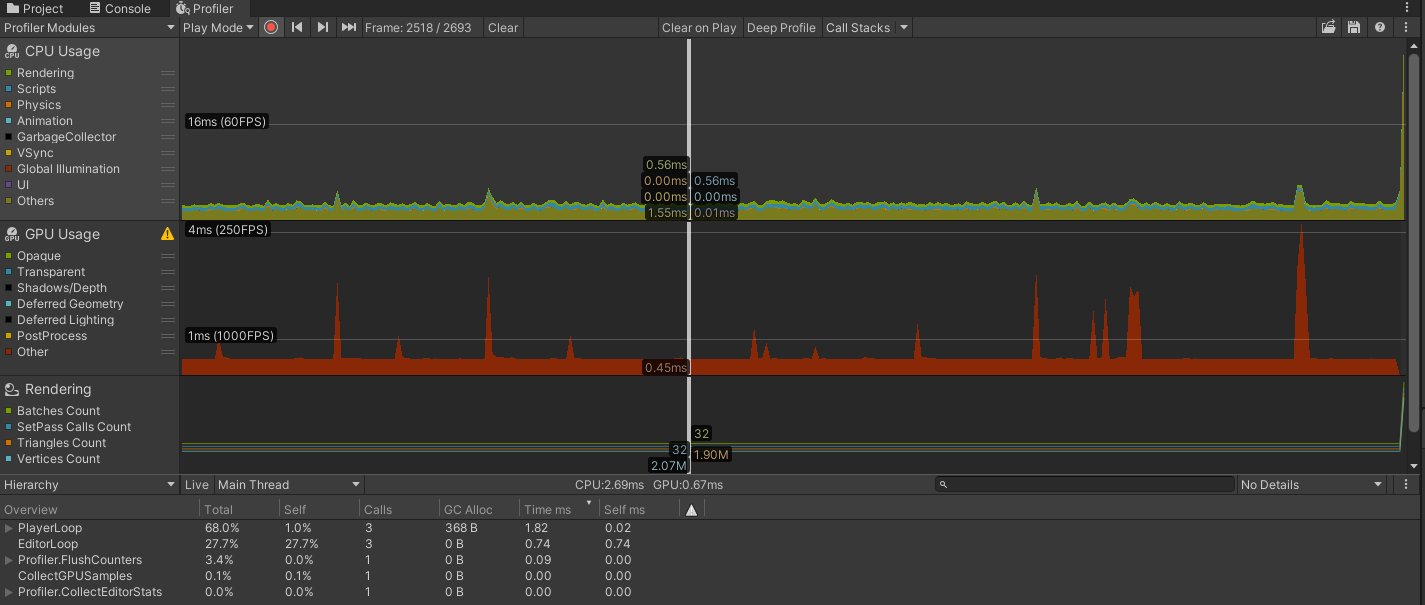 Project Console Profiler
Profiler Modules Play Mode Frame: 2518 / 2693 Clear Clear on Play Deep Profile Call Stacks
CPU Usage
Rendering
Scripts
Physics
Animation
GarbageCollector
VSync
Global Illumination
UI
Others
16ms (60FPS)
0.56ms
0.00ms 0.56ms
0.00ms 0.00ms
1.55ms 0.01ms
GPU Usage
Opaque
Transparent
Shadows/Depth
Deferred Geometry
Deferred Lighting
PostProcess
Other
4ms (250FPS)
1ms (1000FPS)
0.45ms
Rendering
Batches Count
SetPass Calls Count
Triangles Count
Vertices Count
32
32 1.90M
2.07M
Hierarchy Live Main Thread CPU:2.69ms GPU:0.67ms No Details
Overview Total Self Calls GC Alloc Time ms Self ms
PlayerLoop 68.0% 1.0% 3 368 B 1.82 0.02
EditorLoop 27.7% 27.7% 3 0 B 0.74 0.74
Profiler.FlushCounters 3.4% 0.0% 1 0 B 0.09 0.00
CollectGPUSamples 0.1% 0.1% 1 0 B 0.00 0.00
Profiler.CollectEditorStats 0.0% 0.0% 1 0 B 0.00 0.00